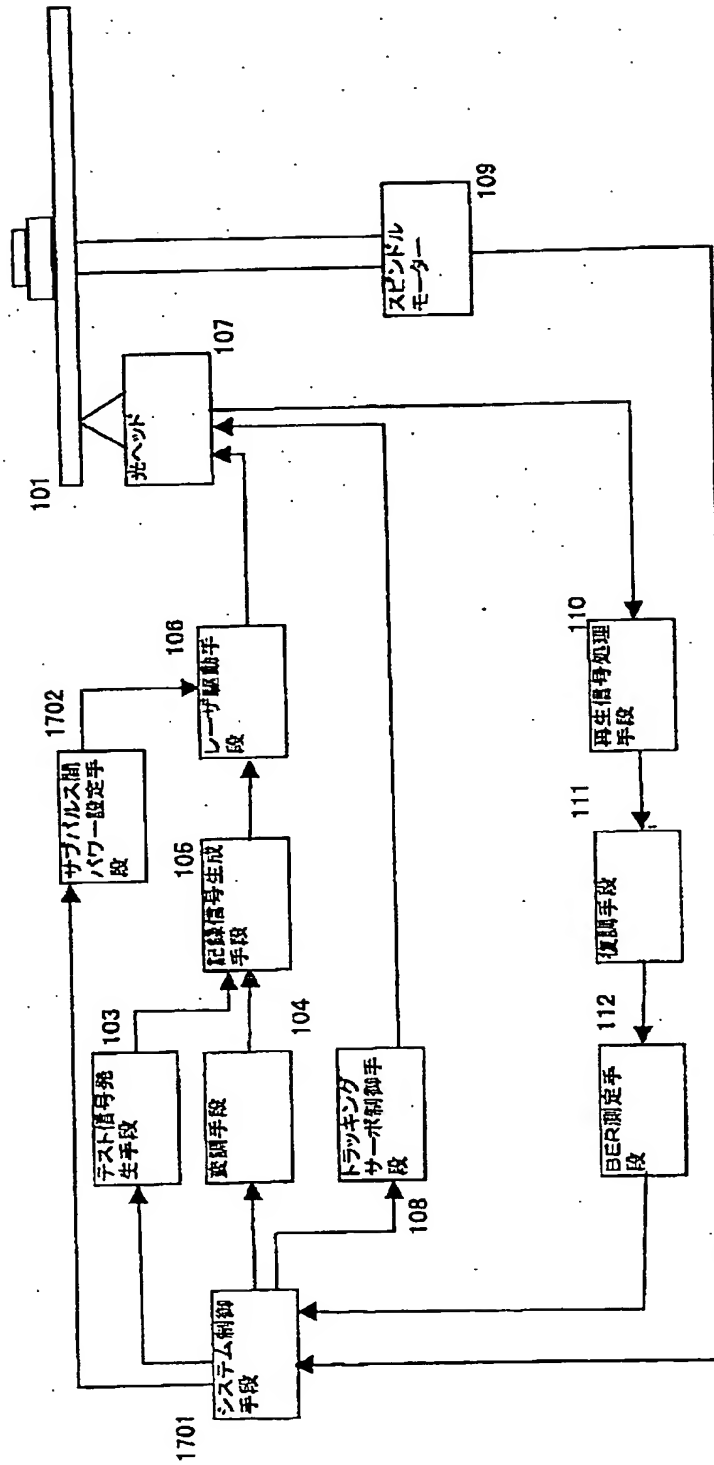 101
光ヘッド
107
スピンドル
モーター
109
1702
サブパルス間
パワー設定手
段
106
レーザ駆動手
段
105
記録信号生成
手段
103
テスト信号発
生手段
104
変調手段
トラッキング
サーボ制御手
段
108
システム制御
手段
1701
110
再生信号処理
手段
111
復調手段
112
BER測定手
段